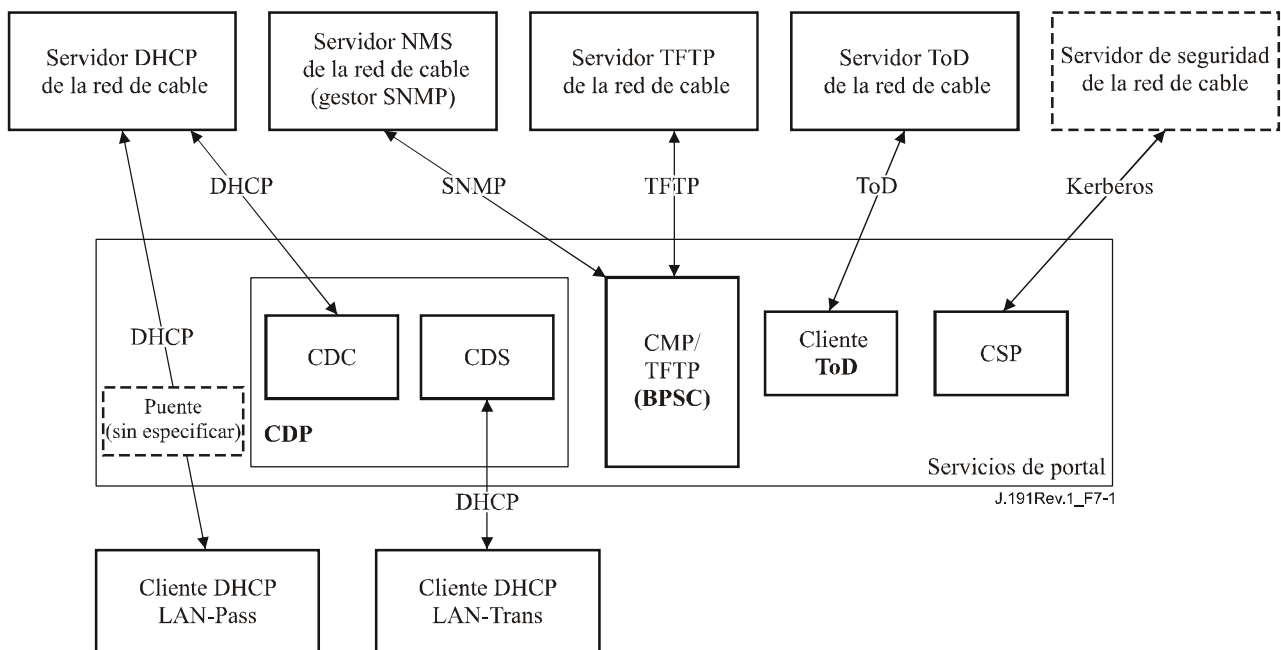 Servidor DHCP
de la red de cable
Servidor NMS
de la red de cable
(gestor SNMP)
Servidor TFTP
de la red de cable
Servidor ToD
de la red de cable
Servidor de seguridad
de la red de cable
DHCP
SNMP
TFTP
ToD
Kerberos
DHCP
CDC
CDS
CMP/
TFTP
(BPSC)
Cliente
ToD
CSP
Puente
(sin especificar)
CDP
Servicios de portal
J.191Rev.1_F7-1
DHCP
Cliente DHCP
LAN-Pass
Cliente DHCP
LAN-Trans